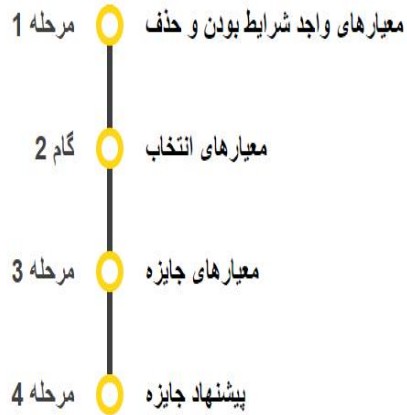 معیارهای واجد شرایط بودن و حذف
مرحله 1
معیارهای انتخاب
گام 2
معیارهای جایزه
مرحله 3
پیشنهاد جایزه
مرحله 4